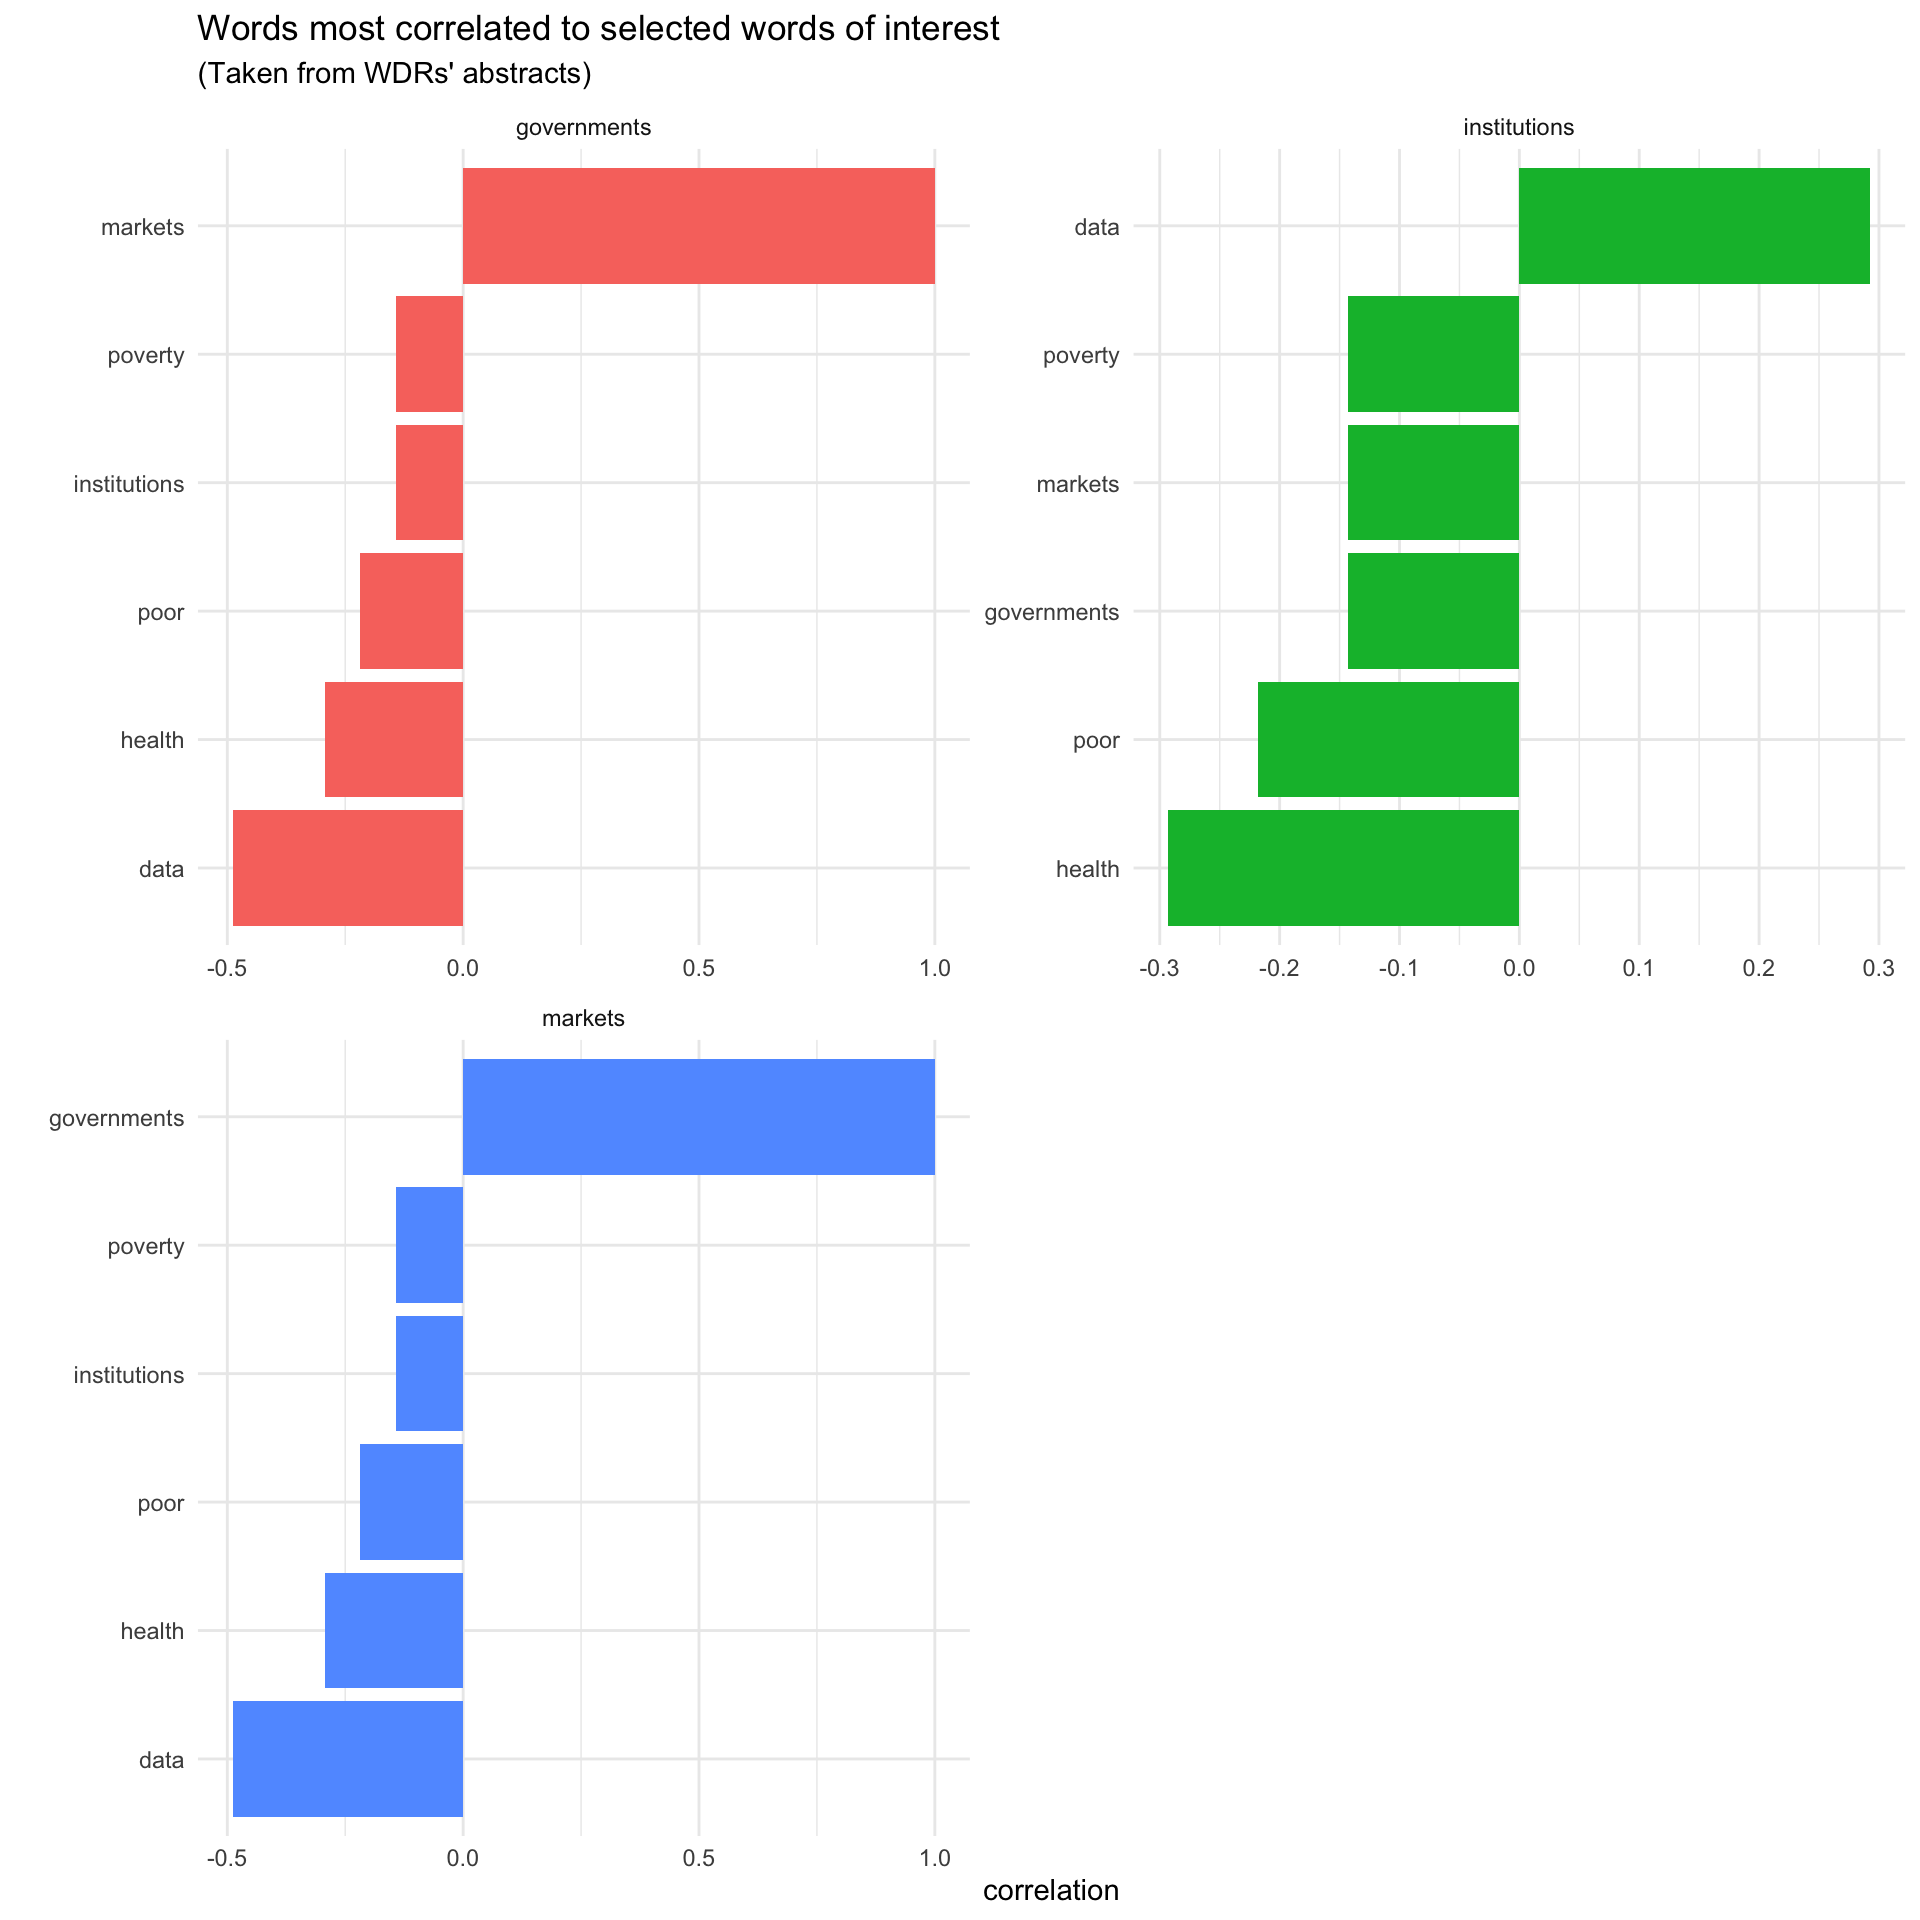 Words most correlated to selected words of interest
(Taken from WDRs' abstracts)
governments
markets
poverty
institutions
poor
health
data
-0.5 0.0 0.5 1.0
institutions
data
poverty
markets
governments
poor
health
-0.3 -0.2 -0.1 0.0 0.1 0.2 0.3
markets
governments
poverty
institutions
poor
health
data
-0.5 0.0 0.5 1.0
correlation